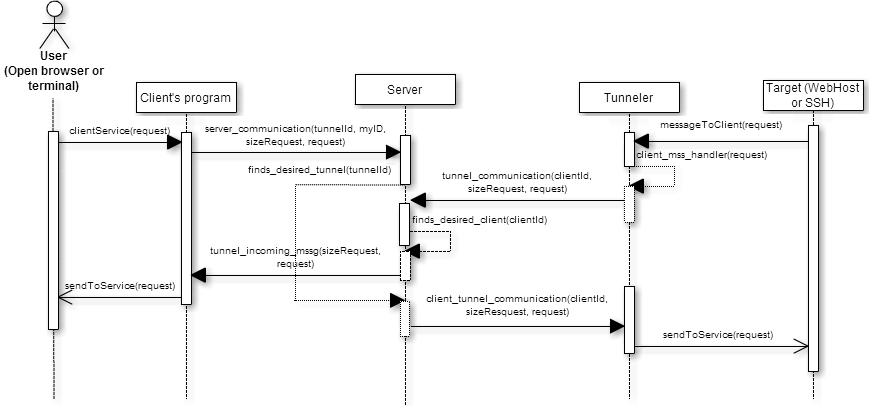 User
(Open browser or
terminal)
Client's program
Server
Tunneler
Target (WebHost
or SSH)
clientService(request)
server_communication(tunnelId, myID,
sizeRequest, request)
messageToClient(request)
client_mss_handler(request)
finds_desired_tunnel(tunnelId)
tunnel_communication(clientId,
sizeRequest, request)
finds_desired_client(clientId)
tunnel_incoming_mssg(sizeRequest,
request)
sendToService(request)
client_tunnel_communication(clientId,
sizeResquest, request)
sendToService(request)